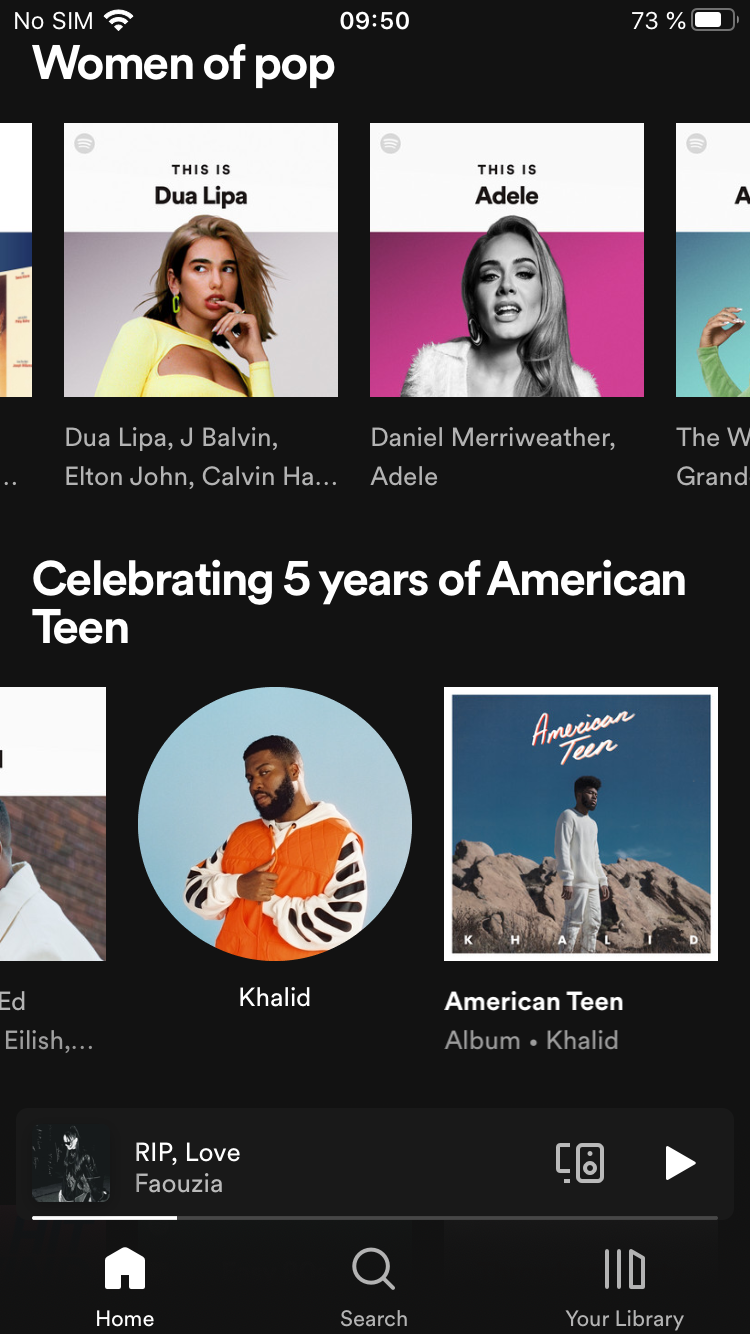 No SIM 09:50 73 %
Women of pop
THIS IS
Dua Lipa
THIS IS
Adele
A
Dua Lipa, J Balvin,
Elton John, Calvin Ha...
Daniel Merriweather,
Adele
The W
Grand
...
Celebrating 5 years of American
Teen
American
Teen
K H A L I D
Ed
Eilish,...
Khalid
American Teen
Album • Khalid
RIP, Love
Faouzia
Home
Search
Your Library